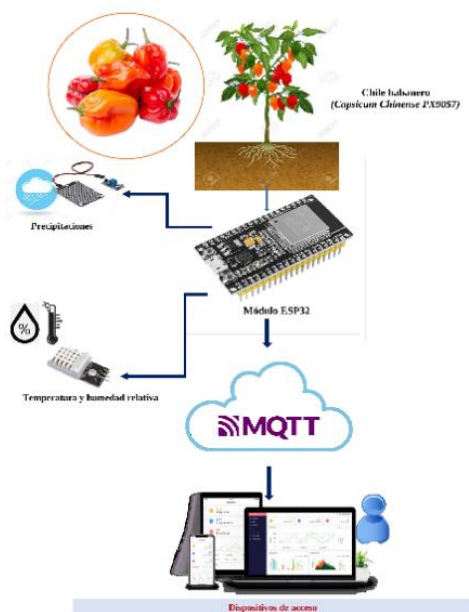 Chile habanero
(Capsicum Chinense PX9057)
Precipitaciones
Módulo ESP32
%
Temperatura y humedad relativa
MQTT
Dispositivos de acceso